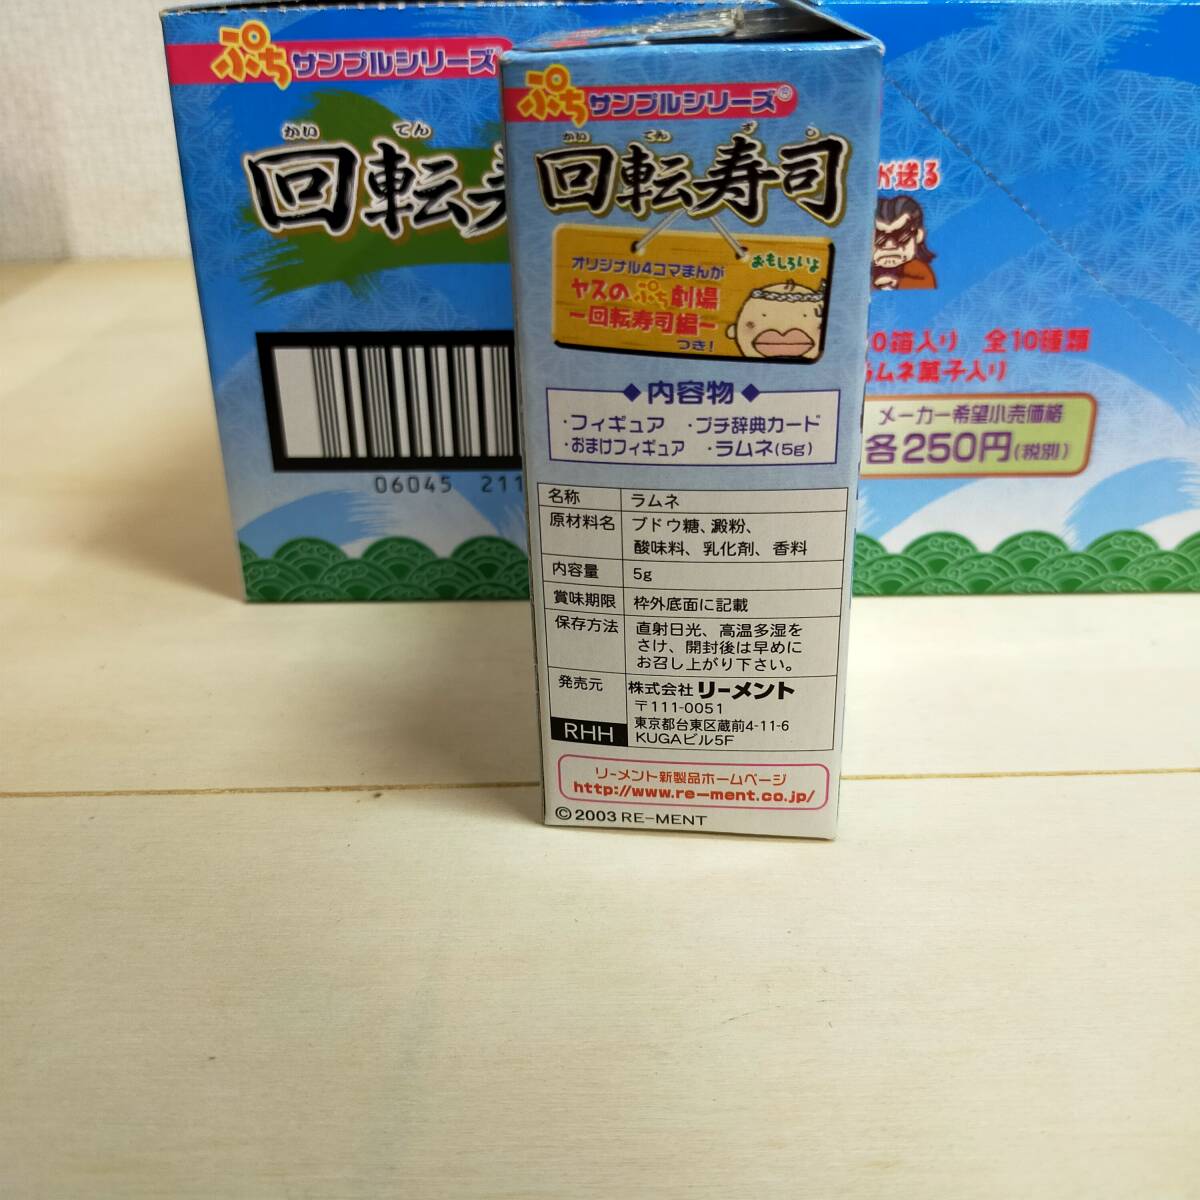 ぷちサンプルシリーズ
かい てん
回転
06045 211
ぷちサンプルシリーズ®
かい てん ず し
回転寿司
オリジナル4コマまんが
おもしろいよ
ヤスのぷち劇場
～回転寿司編～
つき！
◆内容物◆
・フィギュア ・プチ辞典カード
・おまけフィギュア ・ラムネ(5g)
名称 ラムネ
原材料名 ブドウ糖、澱粉、
酸味料、乳化剤、香料
内容量 5g
賞味期限 枠外底面に記載
保存方法 直射日光、高温多湿を
さけ、開封後は早めに
お召し上がり下さい。
発売元 株式会社 リーメント
〒111-0051
東京都台東区蔵前4-11-6
RHH KUGAビル5F
リーメント新製品ホームページ
http://www.re-ment.co.jp/
©2003 RE-MENT
が送る
0箱入り 全10種類
ラムネ菓子入り
メーカー希望小売価格
各250円(税別)